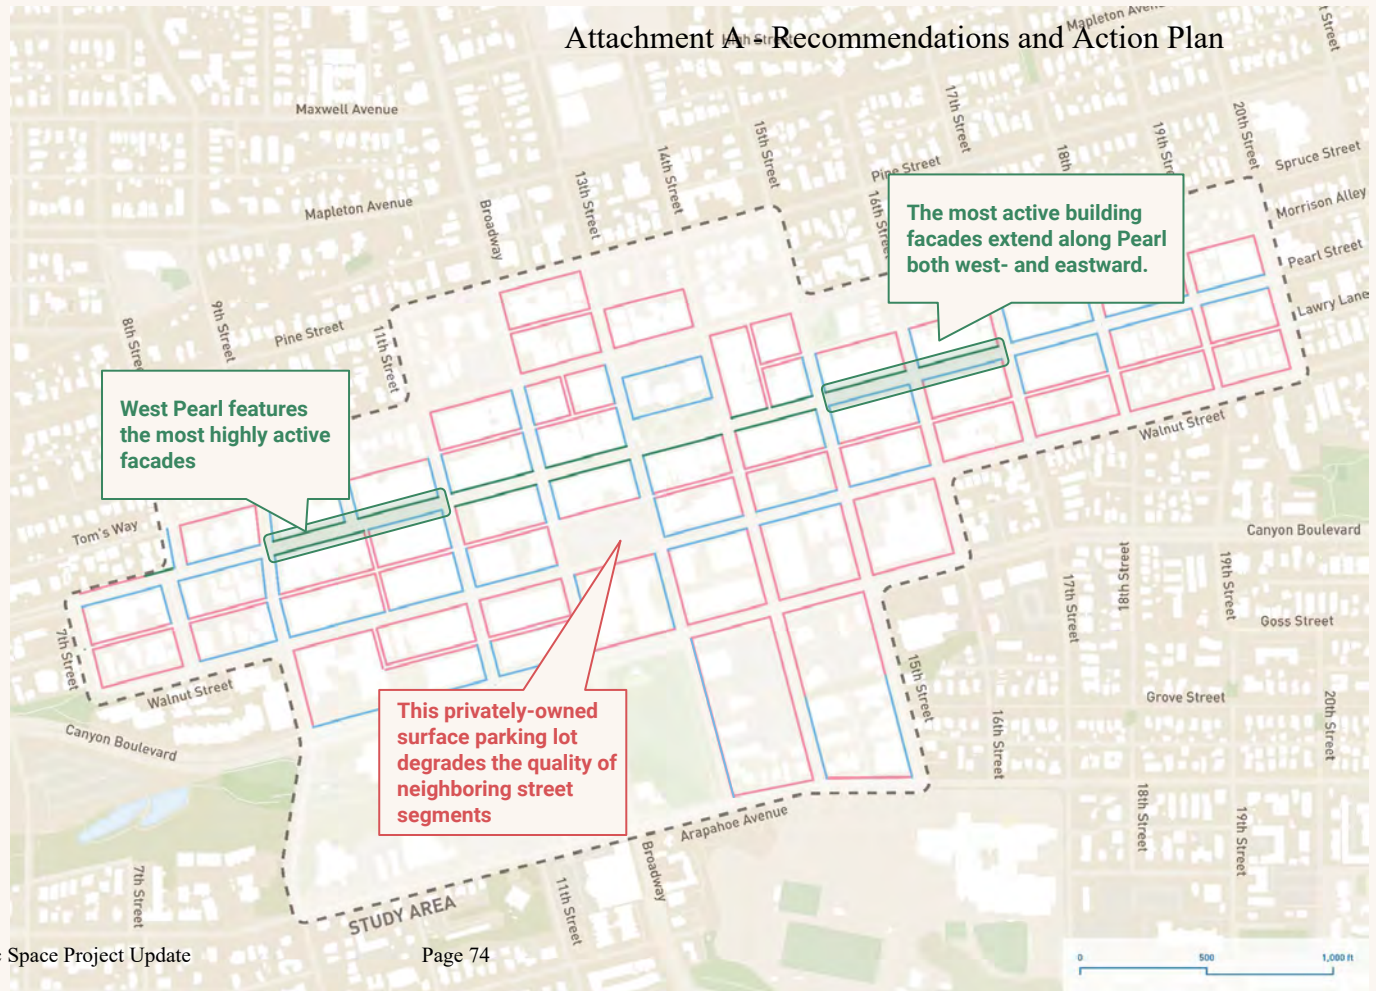 Attachment A - Recommendations and Action Plan
High Street
Mapleton Avenue
Maxwell Avenue
17th Street
20th Street
15th Street
19th
18th
14th Street
Spruce Street
Pine Street
13th Street
Mapleton Avenue
Broadway
16th Street
Morrison Alley
The most active building
facades extend along Pearl
both west- and eastward.
Pearl Street
Lawry Lane
9th Street
8th Stree
Pine Street
11th Street
West Pearl features
the most highly active
facades
Walnut Street
Tom's Way
Canyon Boulevard
18th Street
19th Street
17th Street
Goss Street
7th Street
Walnut Street
15th Street
Grove Street
16th Street
20th Street
Canyon Boulevard
This privately-owned
surface parking lot
degrades the quality of
neighboring street
segments
Arapahoe Avenue
18th Street
19th Street
Broadway
7th Street
11th Street
STUDY AREA
Space Project Update
Page 74
0 500 1,000 ft